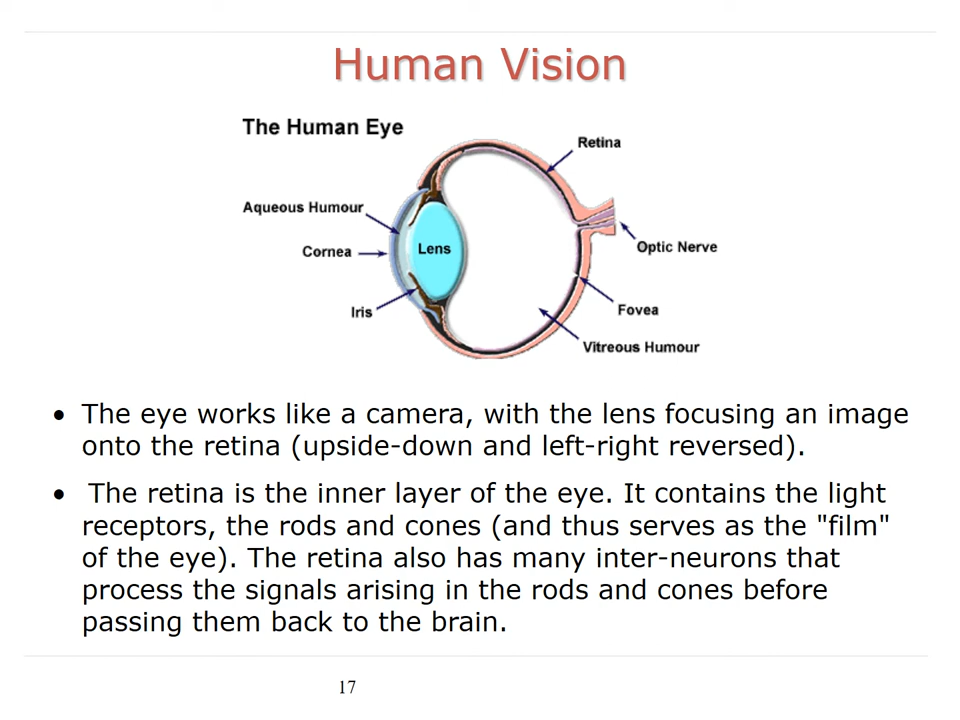 Human Vision
The Human Eye
Retina
Aqueous Humour
Cornea
Lens
Optic Nerve
Iris
Fovea
Vitreous Humour
• The eye works like a camera, with the lens focusing an image
onto the retina (upside-down and left-right reversed).
• The retina is the inner layer of the eye. It contains the light
receptors, the rods and cones (and thus serves as the "film"
of the eye). The retina also has many inter-neurons that
process the signals arising in the rods and cones before
passing them back to the brain.
17